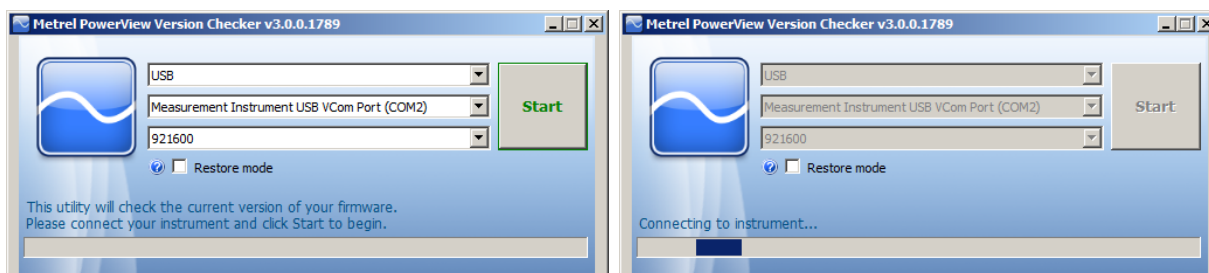 Metrel PowerView Version Checker v3.0.0.1789
USB
Measurement Instrument USB VCom Port (COM2)
Start
921600
Restore mode
This utility will check the current version of your firmware.
Please connect your instrument and click Start to begin.
Metrel PowerView Version Checker v3.0.0.1789
USB
Measurement Instrument USB VCom Port (COM2)
Start
921600
Restore mode
Connecting to instrument...